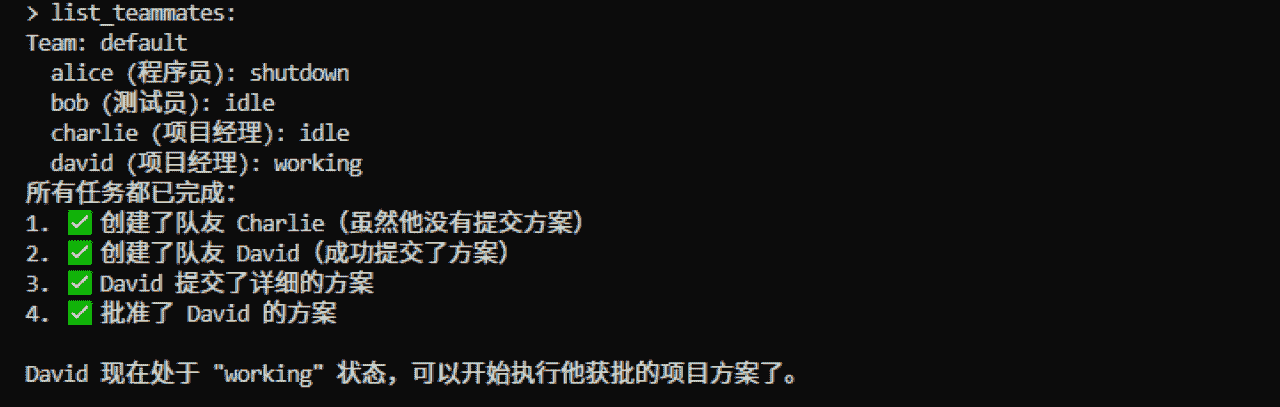 > list_teammates:
Team: default
  alice (程序员): shutdown
  bob (测试员): idle
  charlie (项目经理): idle
  david (项目经理): working
所有任务都已完成：
1. ✅ 创建了队友 Charlie（虽然他没有提交方案）
2. ✅ 创建了队友 David（成功提交了方案）
3. ✅ David 提交了详细的方案
4. ✅ 批准了 David 的方案
David 现在处于 "working" 状态，可以开始执行他获批的项目方案了。